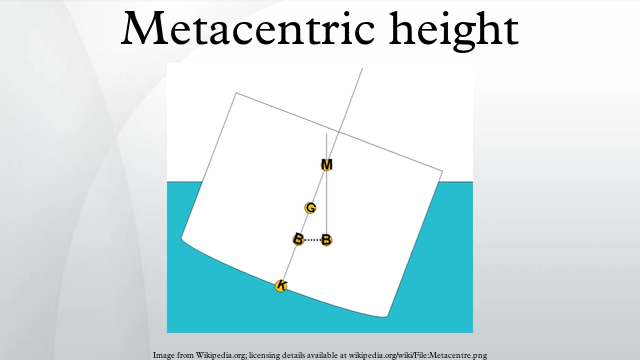 Metacentric height
M
G
B B
K
Image from Wikipedia.org; licensing details available at wikipedia.org/wiki/File:Metacentre.png